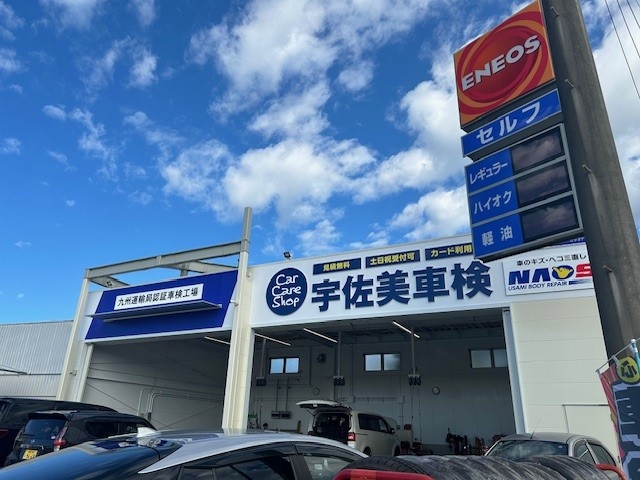 ENEOS
セルフ
レギュラー
ハイオク
軽油
九州運輸局認証車検工場
Car
Care
Shop
見積無料
土日祝受付可
カード利用
宇佐美車検
車のキズ・ヘコミ直し
NAOS
USAMI BODY REPAIR